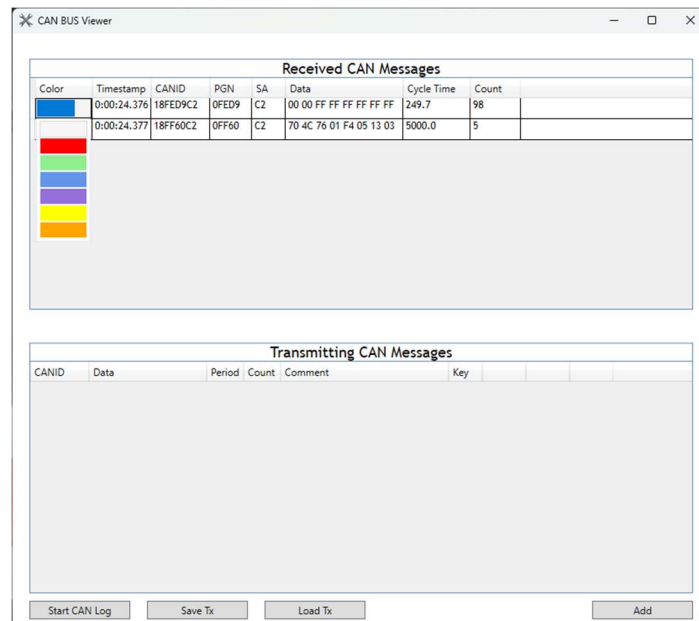 CAN BUS Viewer
Received CAN Messages
Color Timestamp CANID PGN SA Data Cycle Time Count
0:00:24.376 18FED9C2 0FED9 C2 00 00 FF FF FF FF FF FF 249.7 98
0:00:24.377 18FF60C2 0FF60 C2 70 4C 76 01 F4 05 13 03 5000.0 5
Transmitting CAN Messages
CANID Data Period Count Comment Key
Start CAN Log Save Tx Load Tx Add